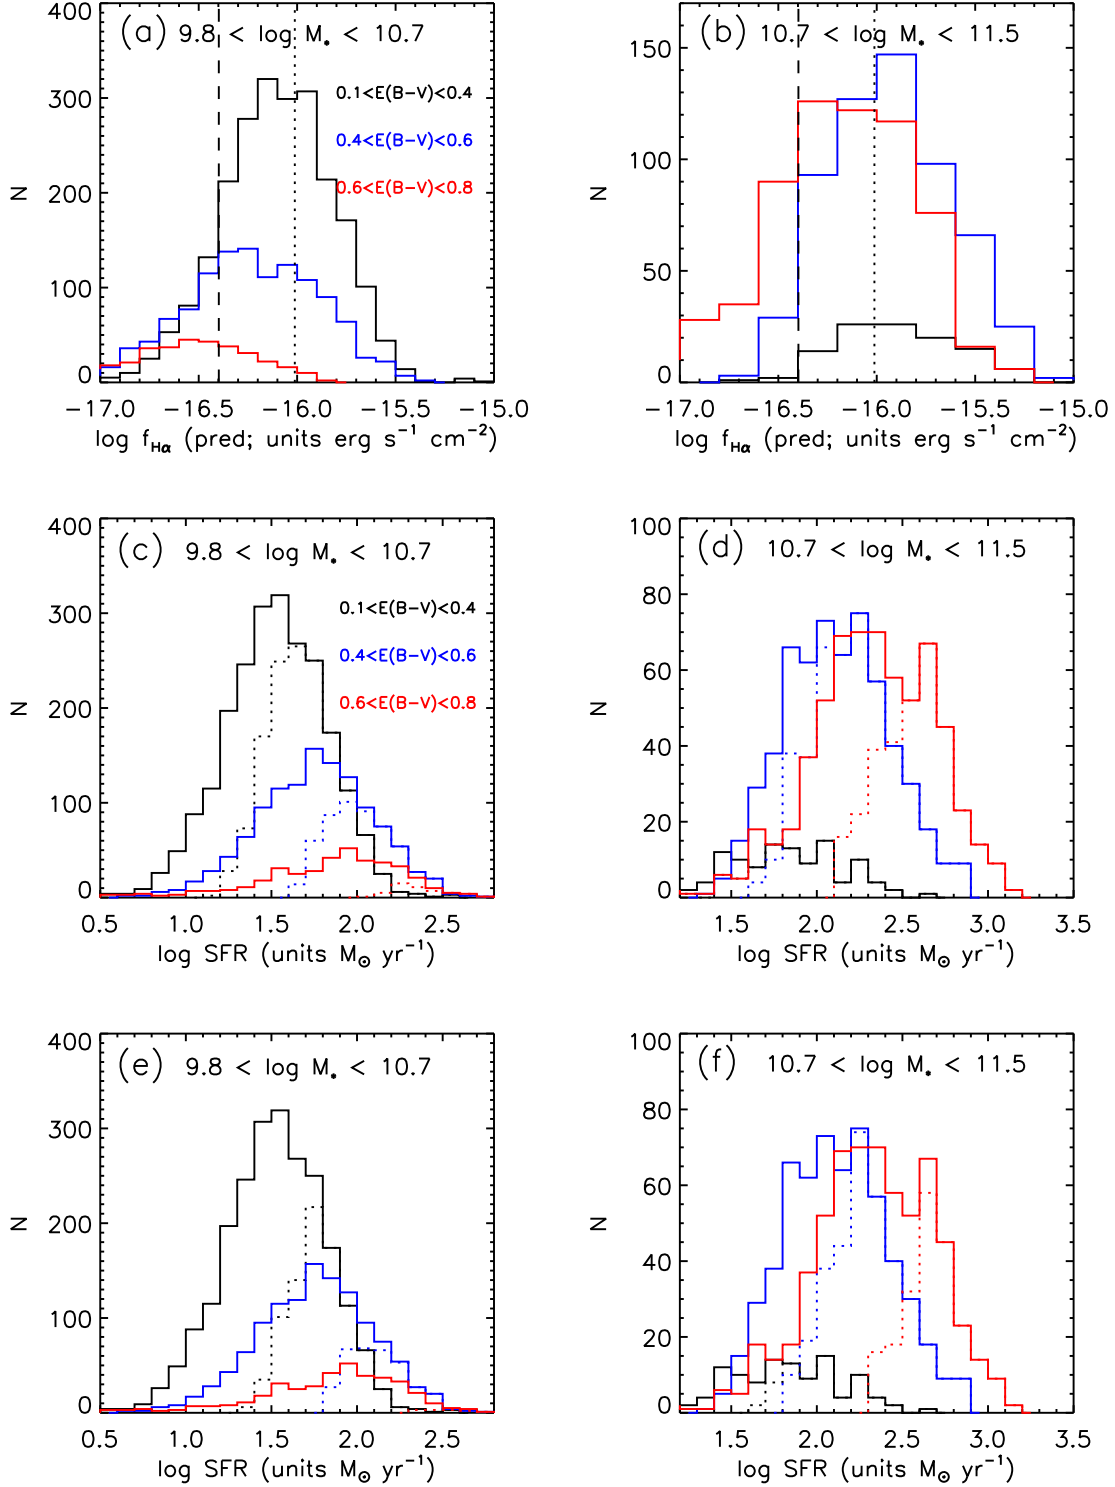 (a) 9.8 < log M* < 10.7
0.1<E(B−V)<0.4
0.4<E(B−V)<0.6
0.6<E(B−V)<0.8
N
400
300
200
100
0
−17.0 −16.5 −16.0 −15.5 −15.0
log fHα (pred; units erg s⁻¹ cm⁻²)
(b) 10.7 < log M* < 11.5
N
150
100
50
0
−17.0 −16.5 −16.0 −15.5 −15.0
log fHα (pred; units erg s⁻¹ cm⁻²)
(c) 9.8 < log M* < 10.7
0.1<E(B−V)<0.4
0.4<E(B−V)<0.6
0.6<E(B−V)<0.8
N
400
300
200
100
0
0.5 1.0 1.5 2.0 2.5
log SFR (units M⊙ yr⁻¹)
(d) 10.7 < log M* < 11.5
N
100
80
60
40
20
0
1.5 2.0 2.5 3.0 3.5
log SFR (units M⊙ yr⁻¹)
(e) 9.8 < log M* < 10.7
N
400
300
200
100
0
0.5 1.0 1.5 2.0 2.5
log SFR (units M⊙ yr⁻¹)
(f) 10.7 < log M* < 11.5
N
100
80
60
40
20
0
1.5 2.0 2.5 3.0 3.5
log SFR (units M⊙ yr⁻¹)